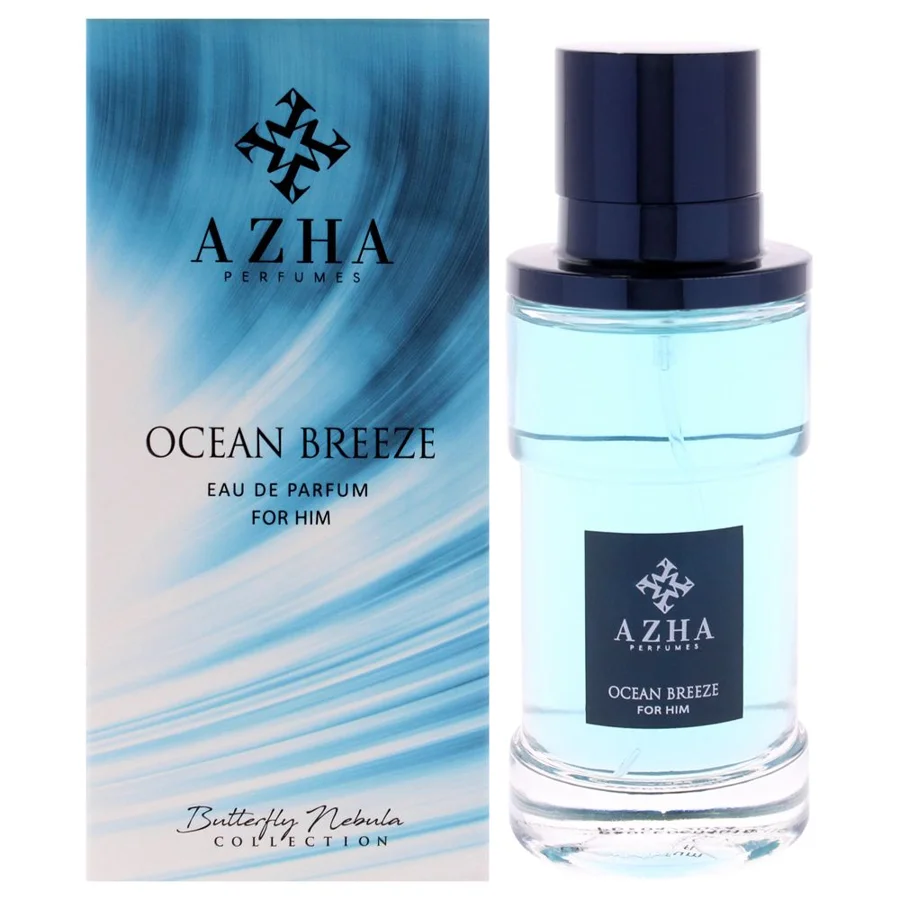 AZHA
PERFUMES
OCEAN BREEZE
EAU DE PARFUM
FOR HIM
Butterfly Nebula
COLLECTION
AZHA
PERFUMES
OCEAN BREEZE
FOR HIM